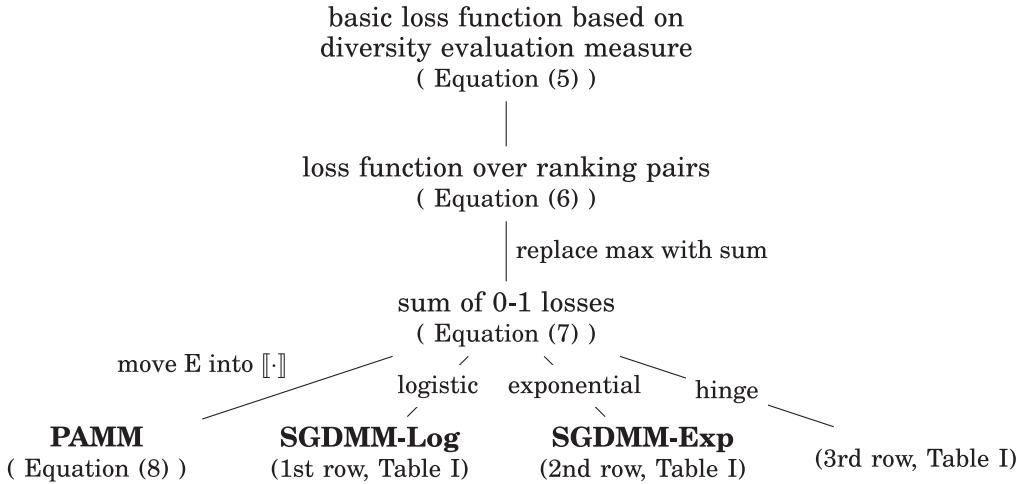 basic loss function based on
diversity evaluation measure
( Equation (5) )
loss function over ranking pairs
( Equation (6) )
replace max with sum
sum of 0-1 losses
( Equation (7) )
move E into ⟦·⟧
logistic
exponential
hinge
PAMM
( Equation (8) )
SGDMM-Log
(1st row, Table I)
SGDMM-Exp
(2nd row, Table I)
(3rd row, Table I)